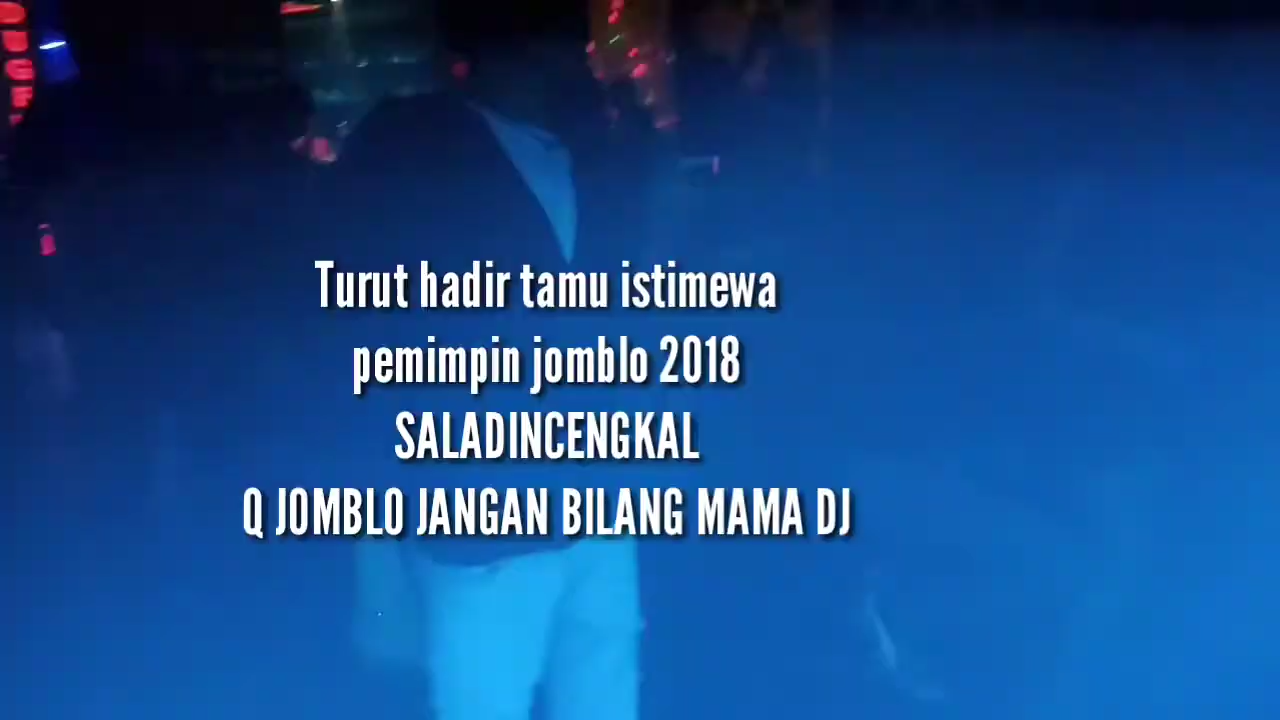 Turut hadir tamu istimewa
pemimpin jomblo 2018
SALADINCENGKAL
Q JOMBLO JANGAN BILANG MAMA DJ